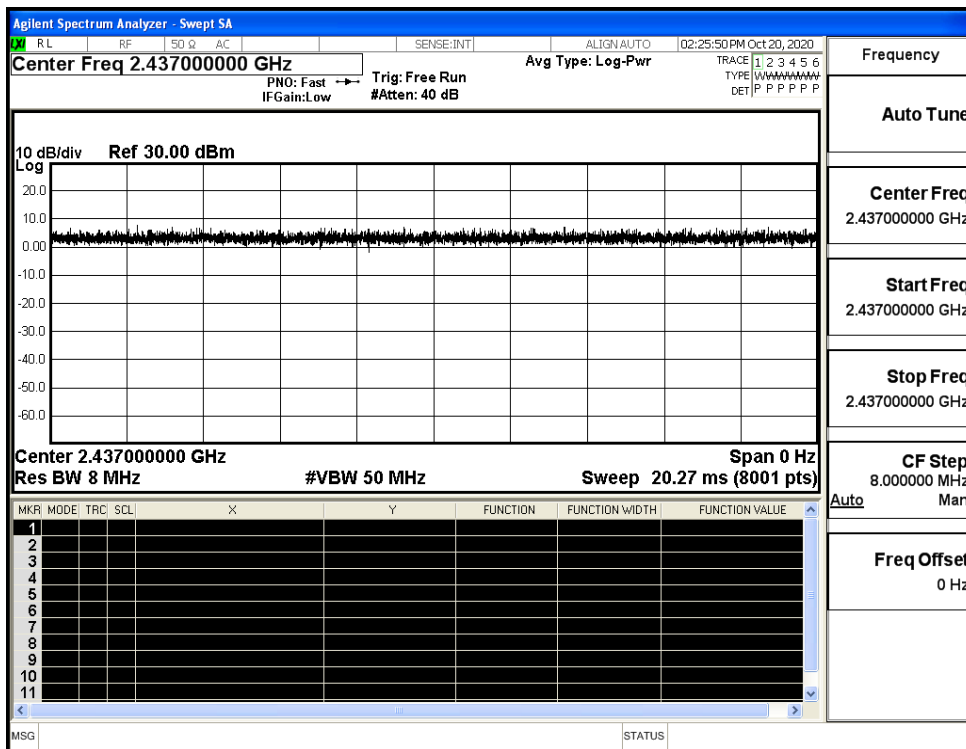 Agilent Spectrum Analyzer - Swept SA
LXI RL RF 50 Ω AC SENSE:INT ALIGN AUTO 02:25:50 PM Oct 20, 2020
Center Freq 2.437000000 GHz
PNO: Fast
IFGain:Low
Trig: Free Run
#Atten: 40 dB
Avg Type: Log-Pwr
TRACE 1 2 3 4 5 6
TYPE WWWWWW
DET P P P P P P
10 dB/div Ref 30.00 dBm
Log
20.0
10.0
0.00
-10.0
-20.0
-30.0
-40.0
-50.0
-60.0
Center 2.437000000 GHz Span 0 Hz
Res BW 8 MHz #VBW 50 MHz Sweep 20.27 ms (8001 pts)
MKR MODE TRC SCL X Y FUNCTION FUNCTION WIDTH FUNCTION VALUE
1
2
3
4
5
6
7
8
9
10
11
MSG STATUS
Frequency
Auto Tune
Center Freq
2.437000000 GHz
Start Freq
2.437000000 GHz
Stop Freq
2.437000000 GHz
CF Step
8.000000 MHz
Auto Man
Freq Offset
0 Hz